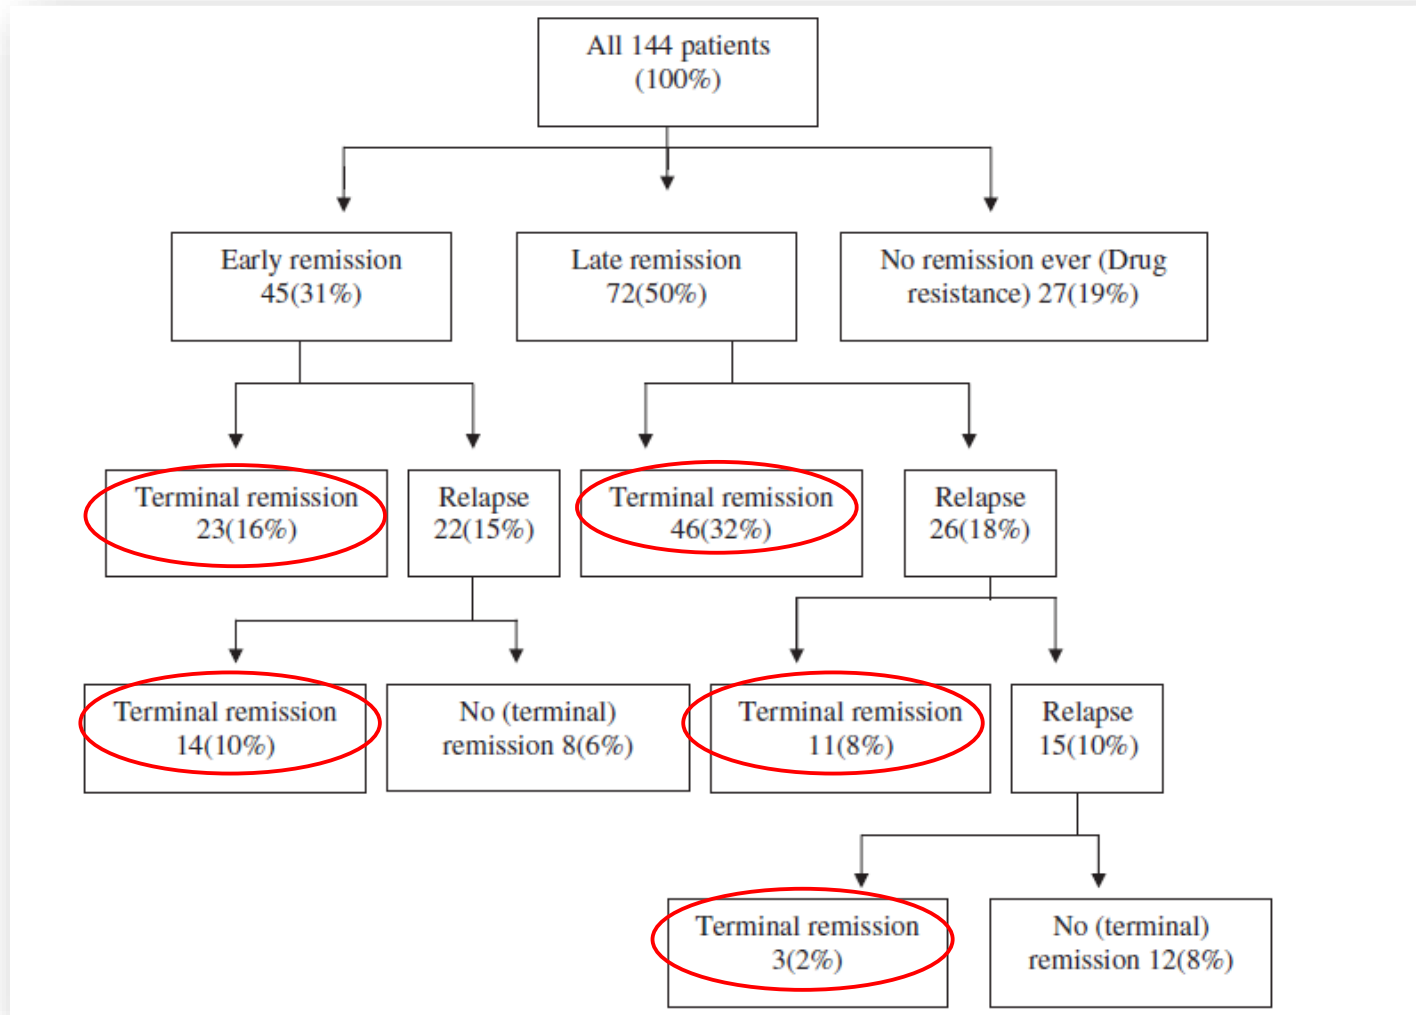 All 144 patients
(100%)
Early remission
45(31%)
Late remission
72(50%)
No remission ever (Drug
resistance) 27(19%)
Terminal remission
23(16%)
Relapse
22(15%)
Terminal remission
46(32%)
Relapse
26(18%)
Terminal remission
14(10%)
No (terminal)
remission 8(6%)
Terminal remission
11(8%)
Relapse
15(10%)
Terminal remission
3(2%)
No (terminal)
remission 12(8%)